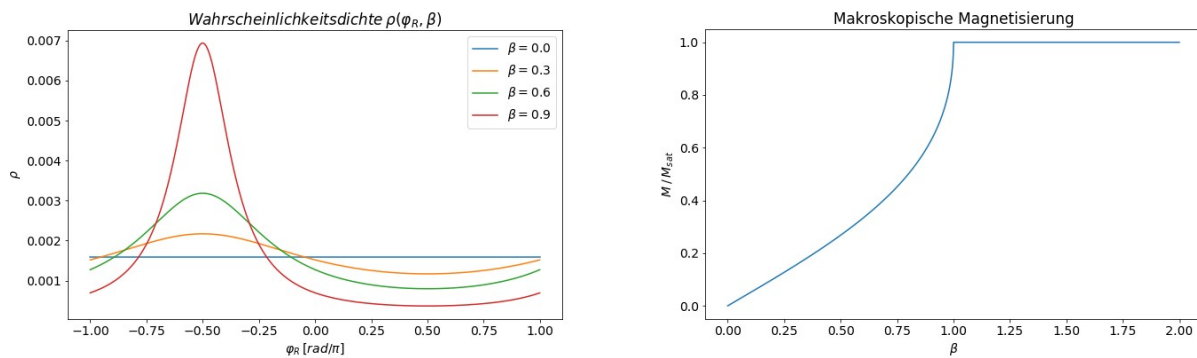 Wahrscheinlichkeitsdichte ρ(φ_R, β)
0.007
0.006
0.005
0.004
0.003
0.002
0.001
ρ
β = 0.0
β = 0.3
β = 0.6
β = 0.9
−1.00 −0.75 −0.50 −0.25 0.00 0.25 0.50 0.75 1.00
φ_R [rad/π]
Makroskopische Magnetisierung
1.0
0.8
0.6
0.4
0.2
0.0
M / M_sat
0.00 0.25 0.50 0.75 1.00 1.25 1.50 1.75 2.00
β